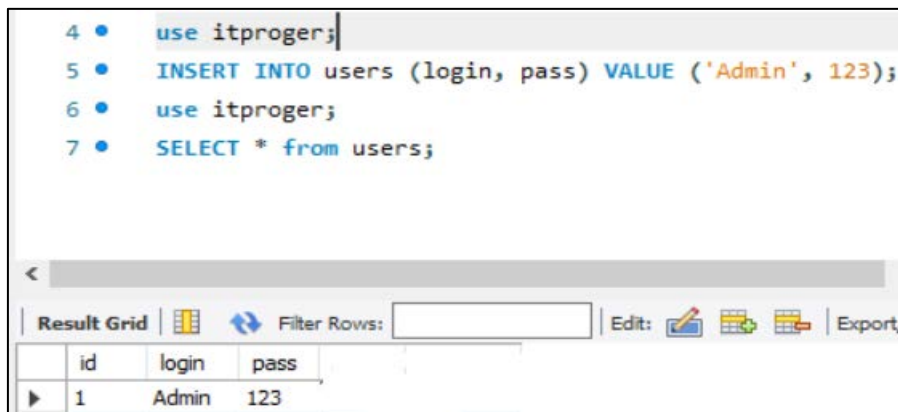 4 use itproger;
5 INSERT INTO users (login, pass) VALUE ('Admin', 123);
6 use itproger;
7 SELECT * from users;
Result Grid Filter Rows: Edit: Export
id login pass
1 Admin 123